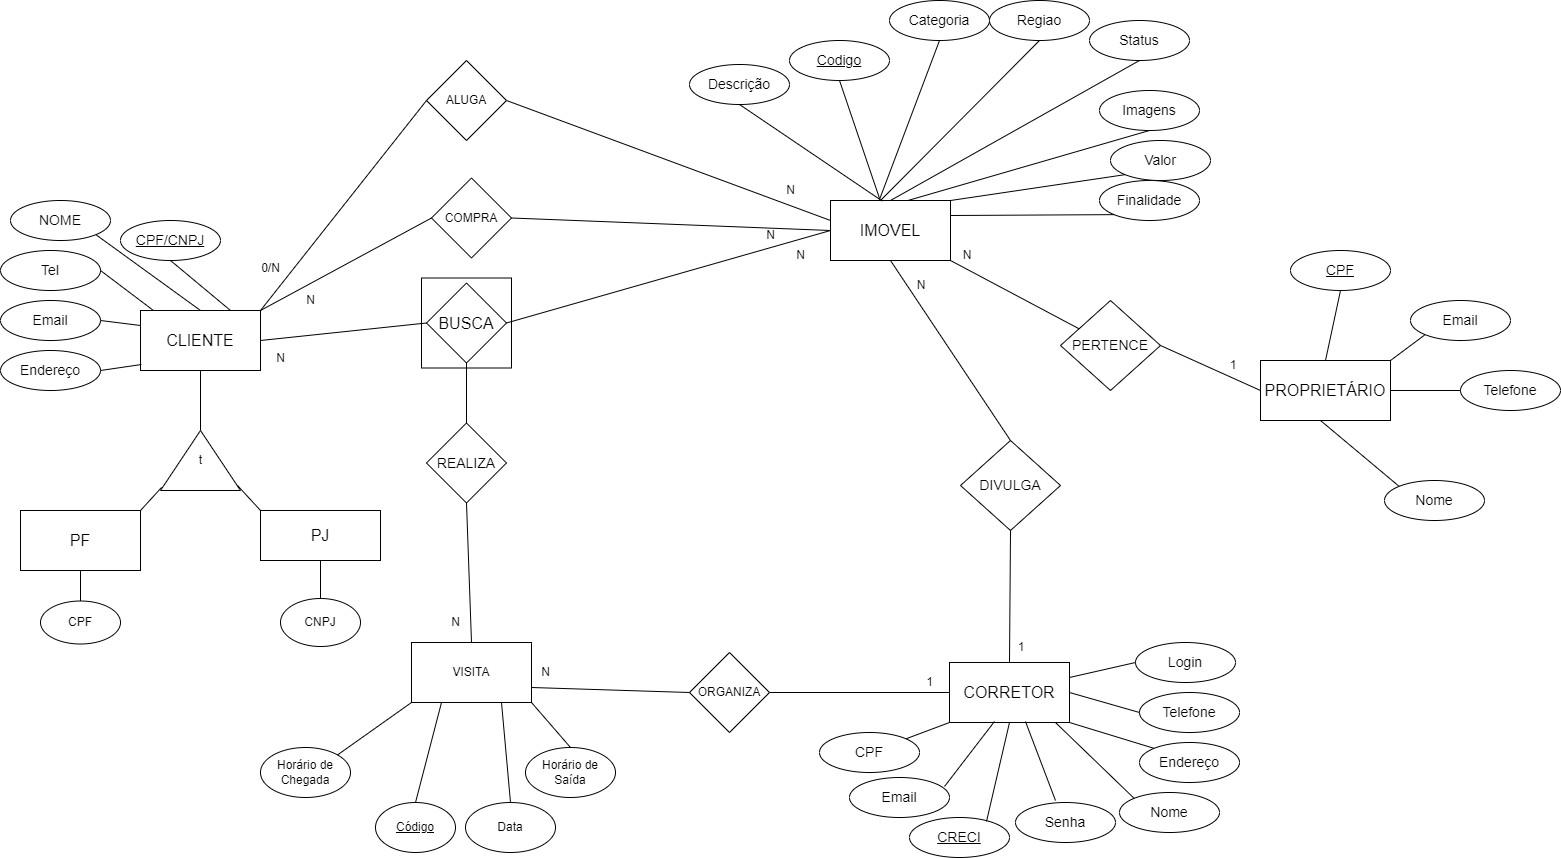 Categoria
Regiao
Status
Codigo
Descrição
ALUGA
Imagens
Valor
Finalidade
N
NOME
CPF/CNPJ
COMPRA
IMOVEL
N
N
N
0/N
Tel
N
N
CPF
Email
CLIENTE
BUSCA
Email
N
Endereço
PERTENCE
1
PROPRIETÁRIO
Telefone
t
REALIZA
DIVULGA
Nome
PF
PJ
CPF
CNPJ
N
1
VISITA
N
ORGANIZA
1
CORRETOR
Login
Telefone
CPF
Endereço
Horário de
Chegada
Horário de
Saída
Email
Nome
Código
Data
CRECI
Senha